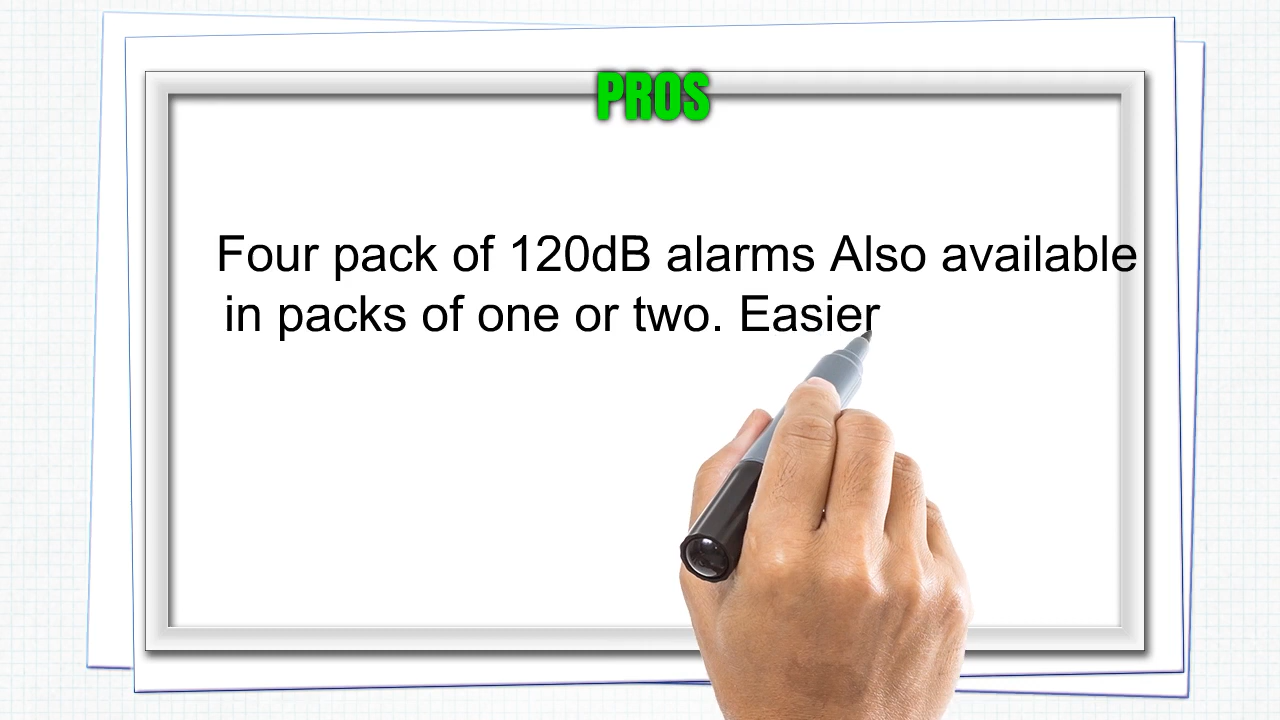 PROS
Four pack of 120dB alarms Also available
in packs of one or two. Easier